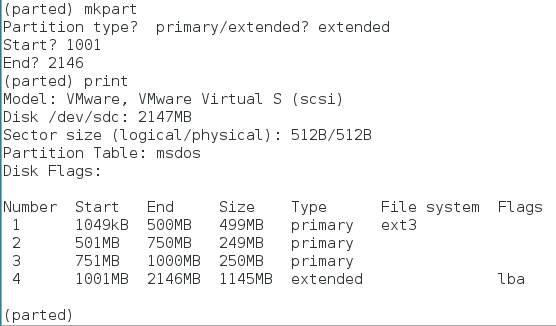 (parted) mkpart
Partition type?  primary/extended? extended
Start? 1001
End? 2146
(parted) print
Model: VMware, VMware Virtual S (scsi)
Disk /dev/sdc: 2147MB
Sector size (logical/physical): 512B/512B
Partition Table: msdos
Disk Flags:
Number  Start   End     Size    Type      File system  Flags
 1      1049kB  500MB   499MB   primary   ext3
 2      501MB   750MB   249MB   primary
 3      751MB   1000MB  250MB   primary
 4      1001MB  2146MB  1145MB  extended               lba
(parted)